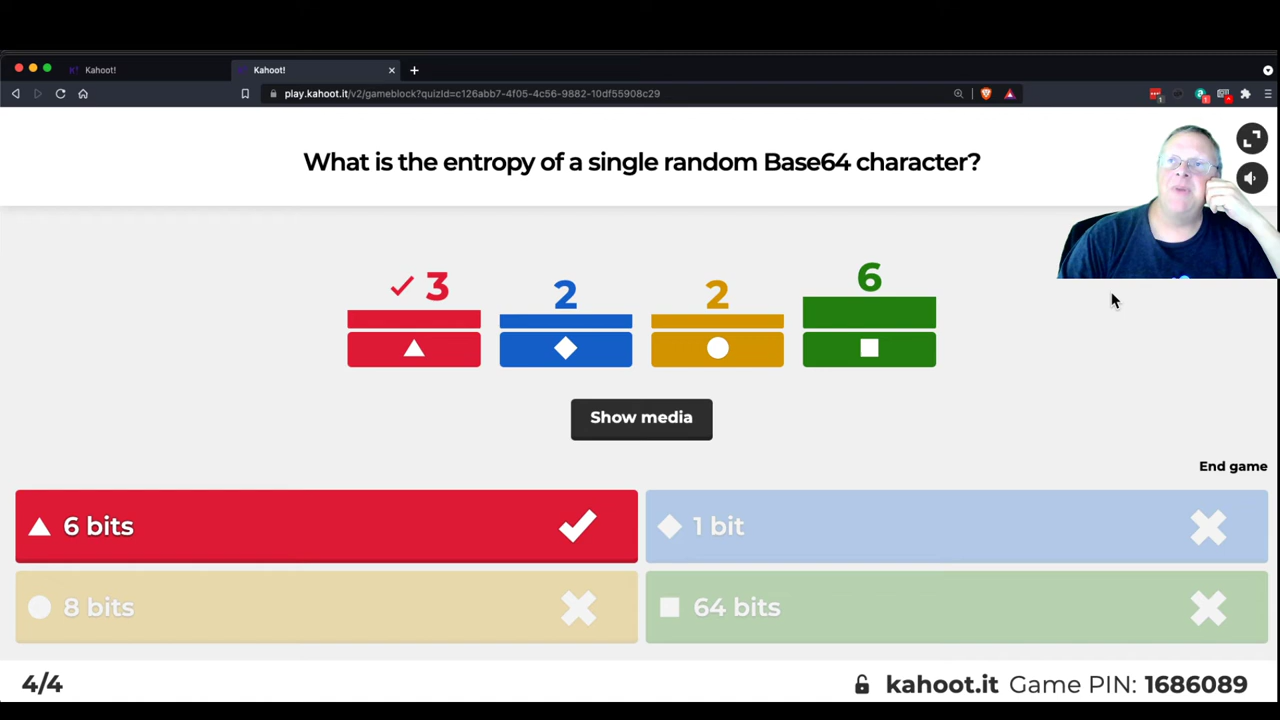 Kahoot!
Kahoot!
play.kahoot.it/v2/gameblock?quizId=c126abb7-4f05-4c56-9882-10df55908c29
What is the entropy of a single random Base64 character?
3
2
2
6
Show media
End game
6 bits
1 bit
8 bits
64 bits
4/4
kahoot.it Game PIN: 1686089